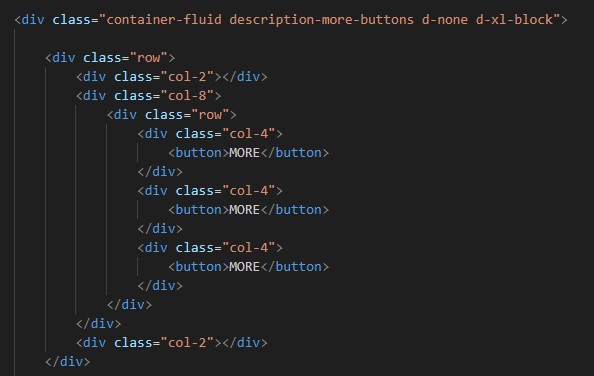 <div class="container-fluid description-more-buttons d-none d-xl-block">
<div class="row">
<div class="col-2"></div>
<div class="col-8">
<div class="row">
<div class="col-4">
<button>MORE</button>
</div>
<div class="col-4">
<button>MORE</button>
</div>
<div class="col-4">
<button>MORE</button>
</div>
</div>
</div>
<div class="col-2"></div>
</div>